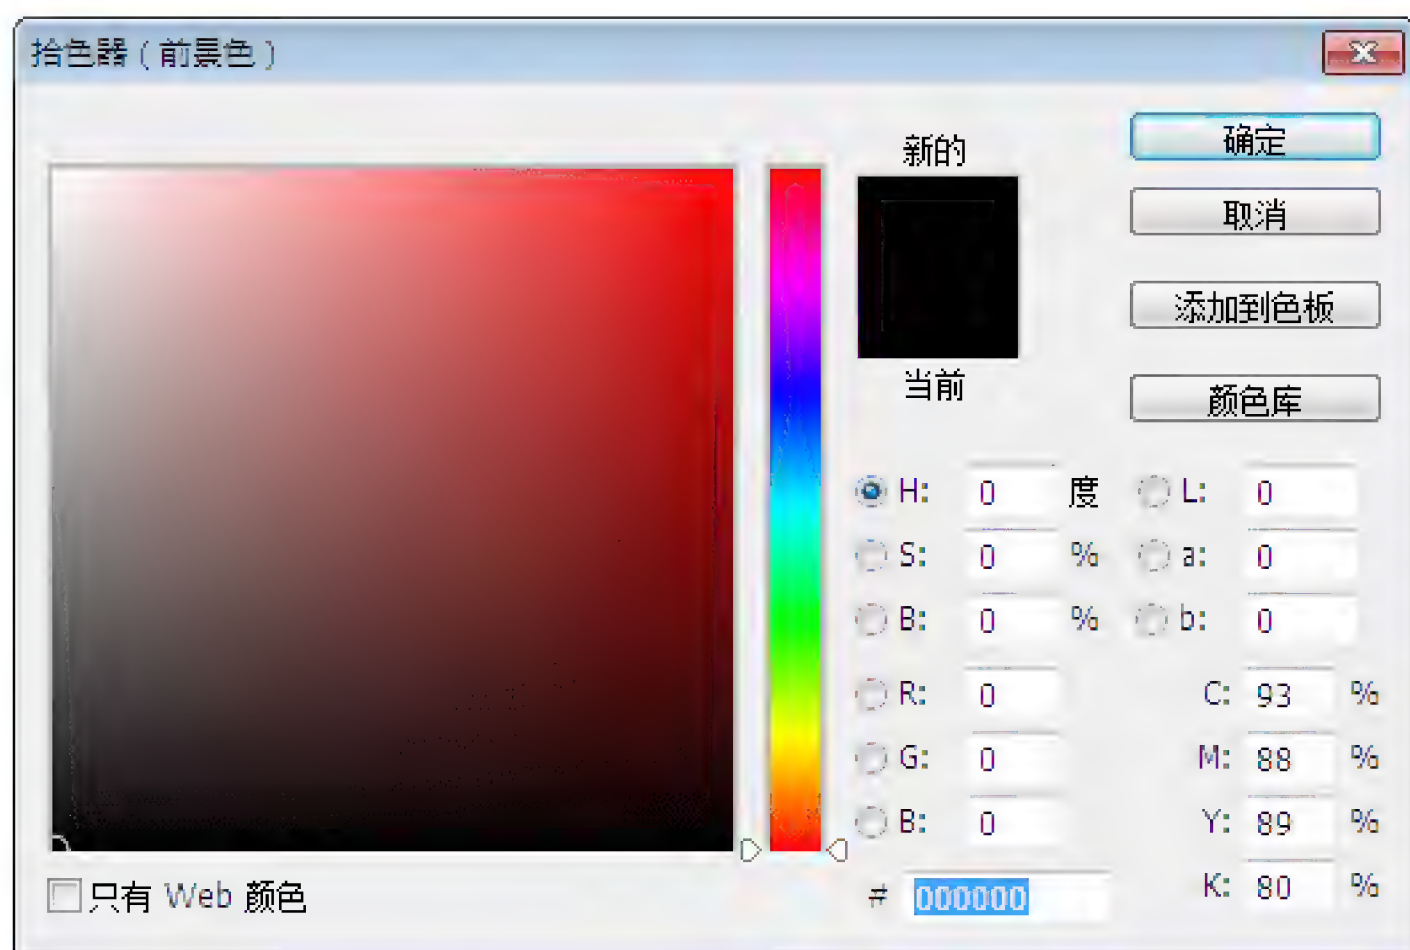 拾色器（前景色）
新的
当前
确定
取消
添加到色板
颜色库
H: 0 度
S: 0 %
B: 0 %
R: 0
G: 0
B: 0
# 000000
L: 0
a: 0
b: 0
C: 93 %
M: 88 %
Y: 89 %
K: 80 %
只有 Web 颜色